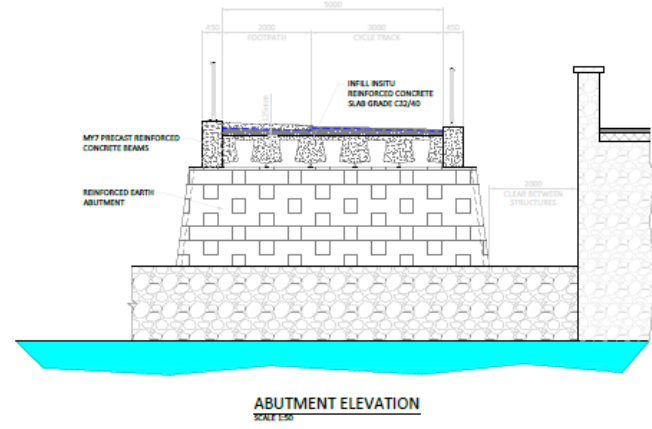 5000
450 2000 3000 450
FOOTPATH CYCLE TRACK
INFILL INSITU
REINFORCED CONCRETE
SLAB GRADE C32/40
MY7 PRECAST REINFORCED
CONCRETE BEAMS
REINFORCED EARTH
ABUTMENT
2000
CLEAR BETWEEN
STRUCTURES
ABUTMENT ELEVATION
SCALE 1:50